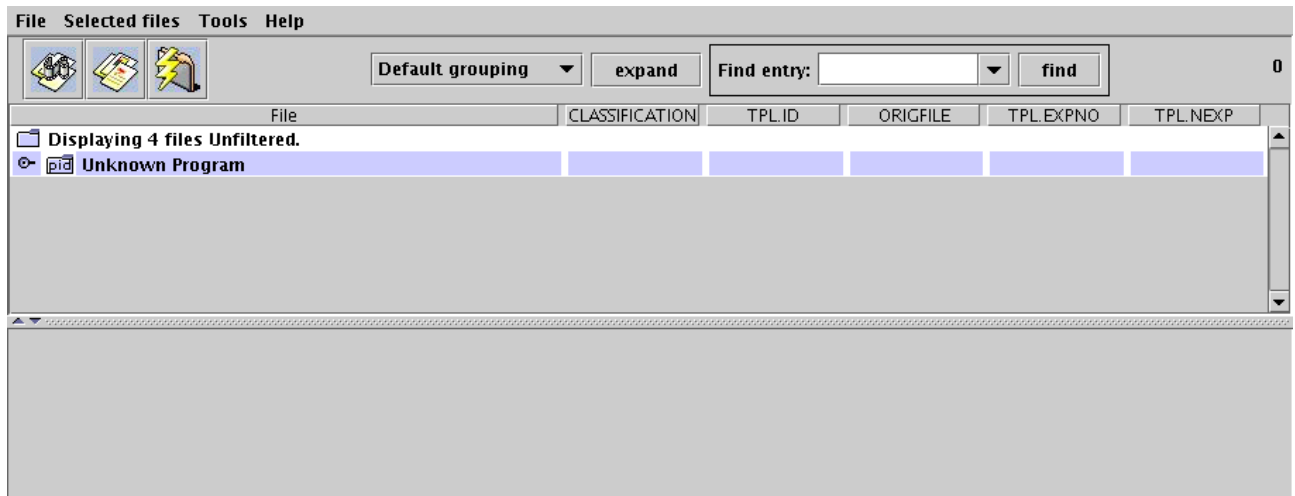 File Selected files Tools Help
Default grouping expand Find entry: find 0
File CLASSIFICATION TPL.ID ORIGFILE TPL.EXPNO TPL.NEXP
Displaying 4 files Unfiltered.
pid Unknown Program